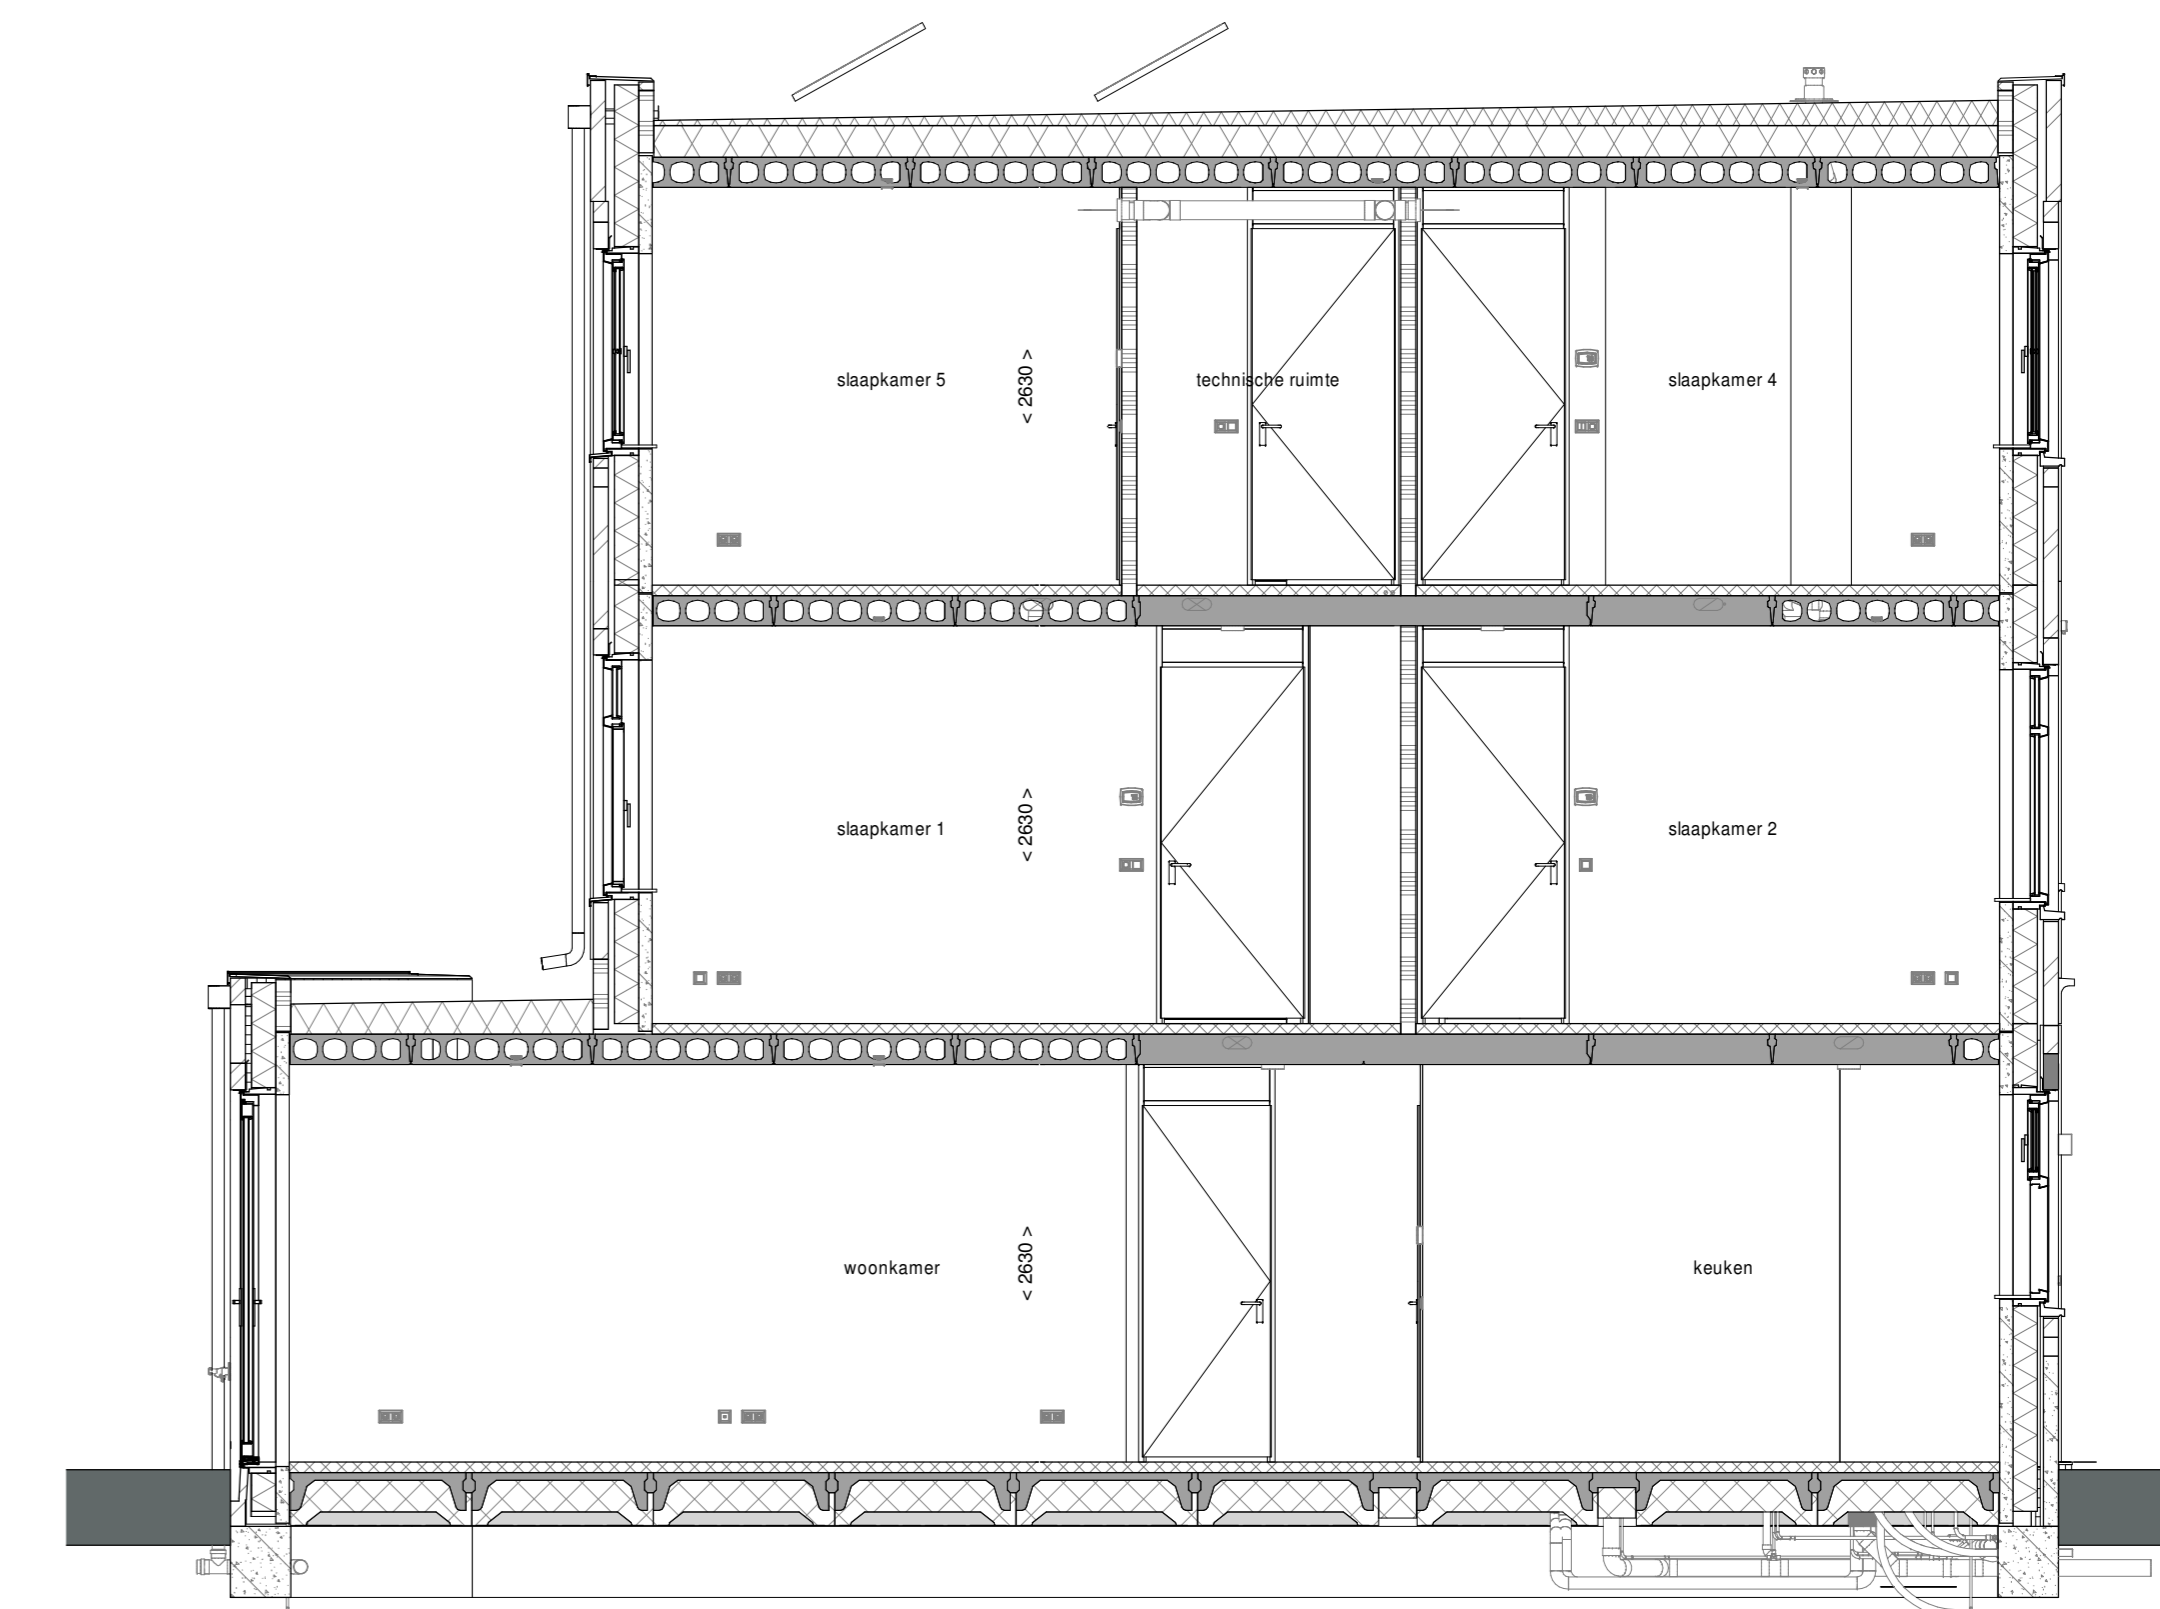 slaapkamer 5
< 2630 >
technische ruimte
slaapkamer 4
slaapkamer 1
< 2630 >
slaapkamer 2
woonkamer
< 2630 >
keuken